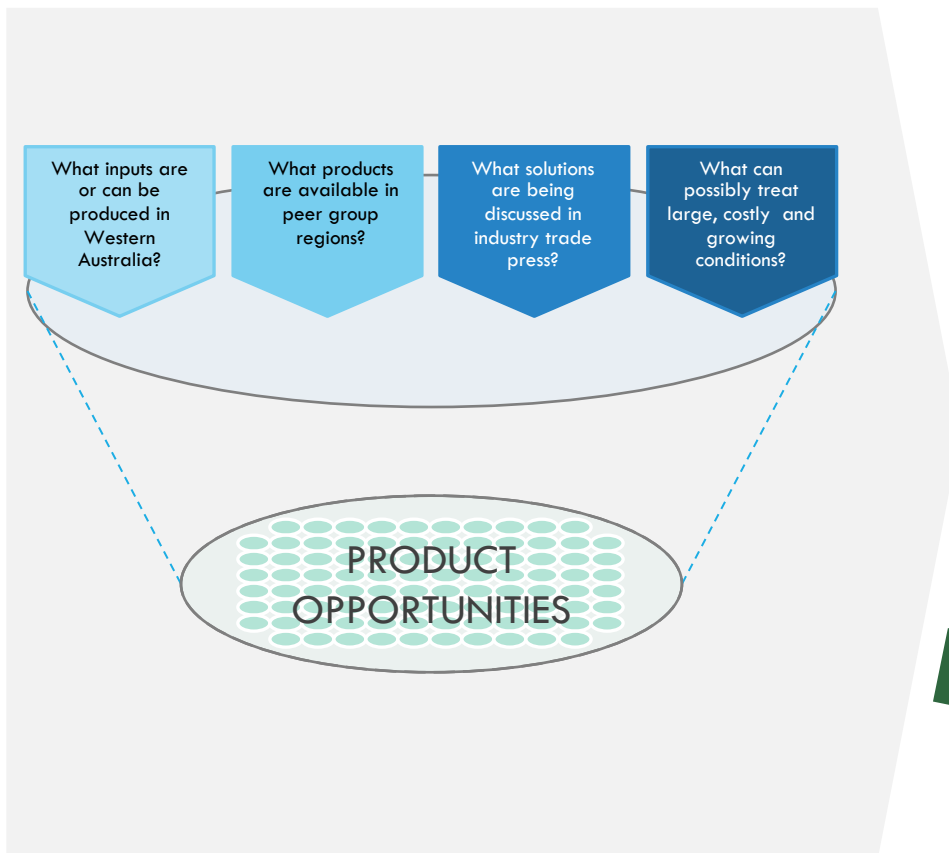 What inputs are
or can be
produced in
Western
Australia?
What products
are available in
peer group
regions?
What solutions
are being
discussed in
industry trade
press?
What can
possibly treat
large, costly  and
growing
conditions?
PRODUCT
OPPORTUNITIES